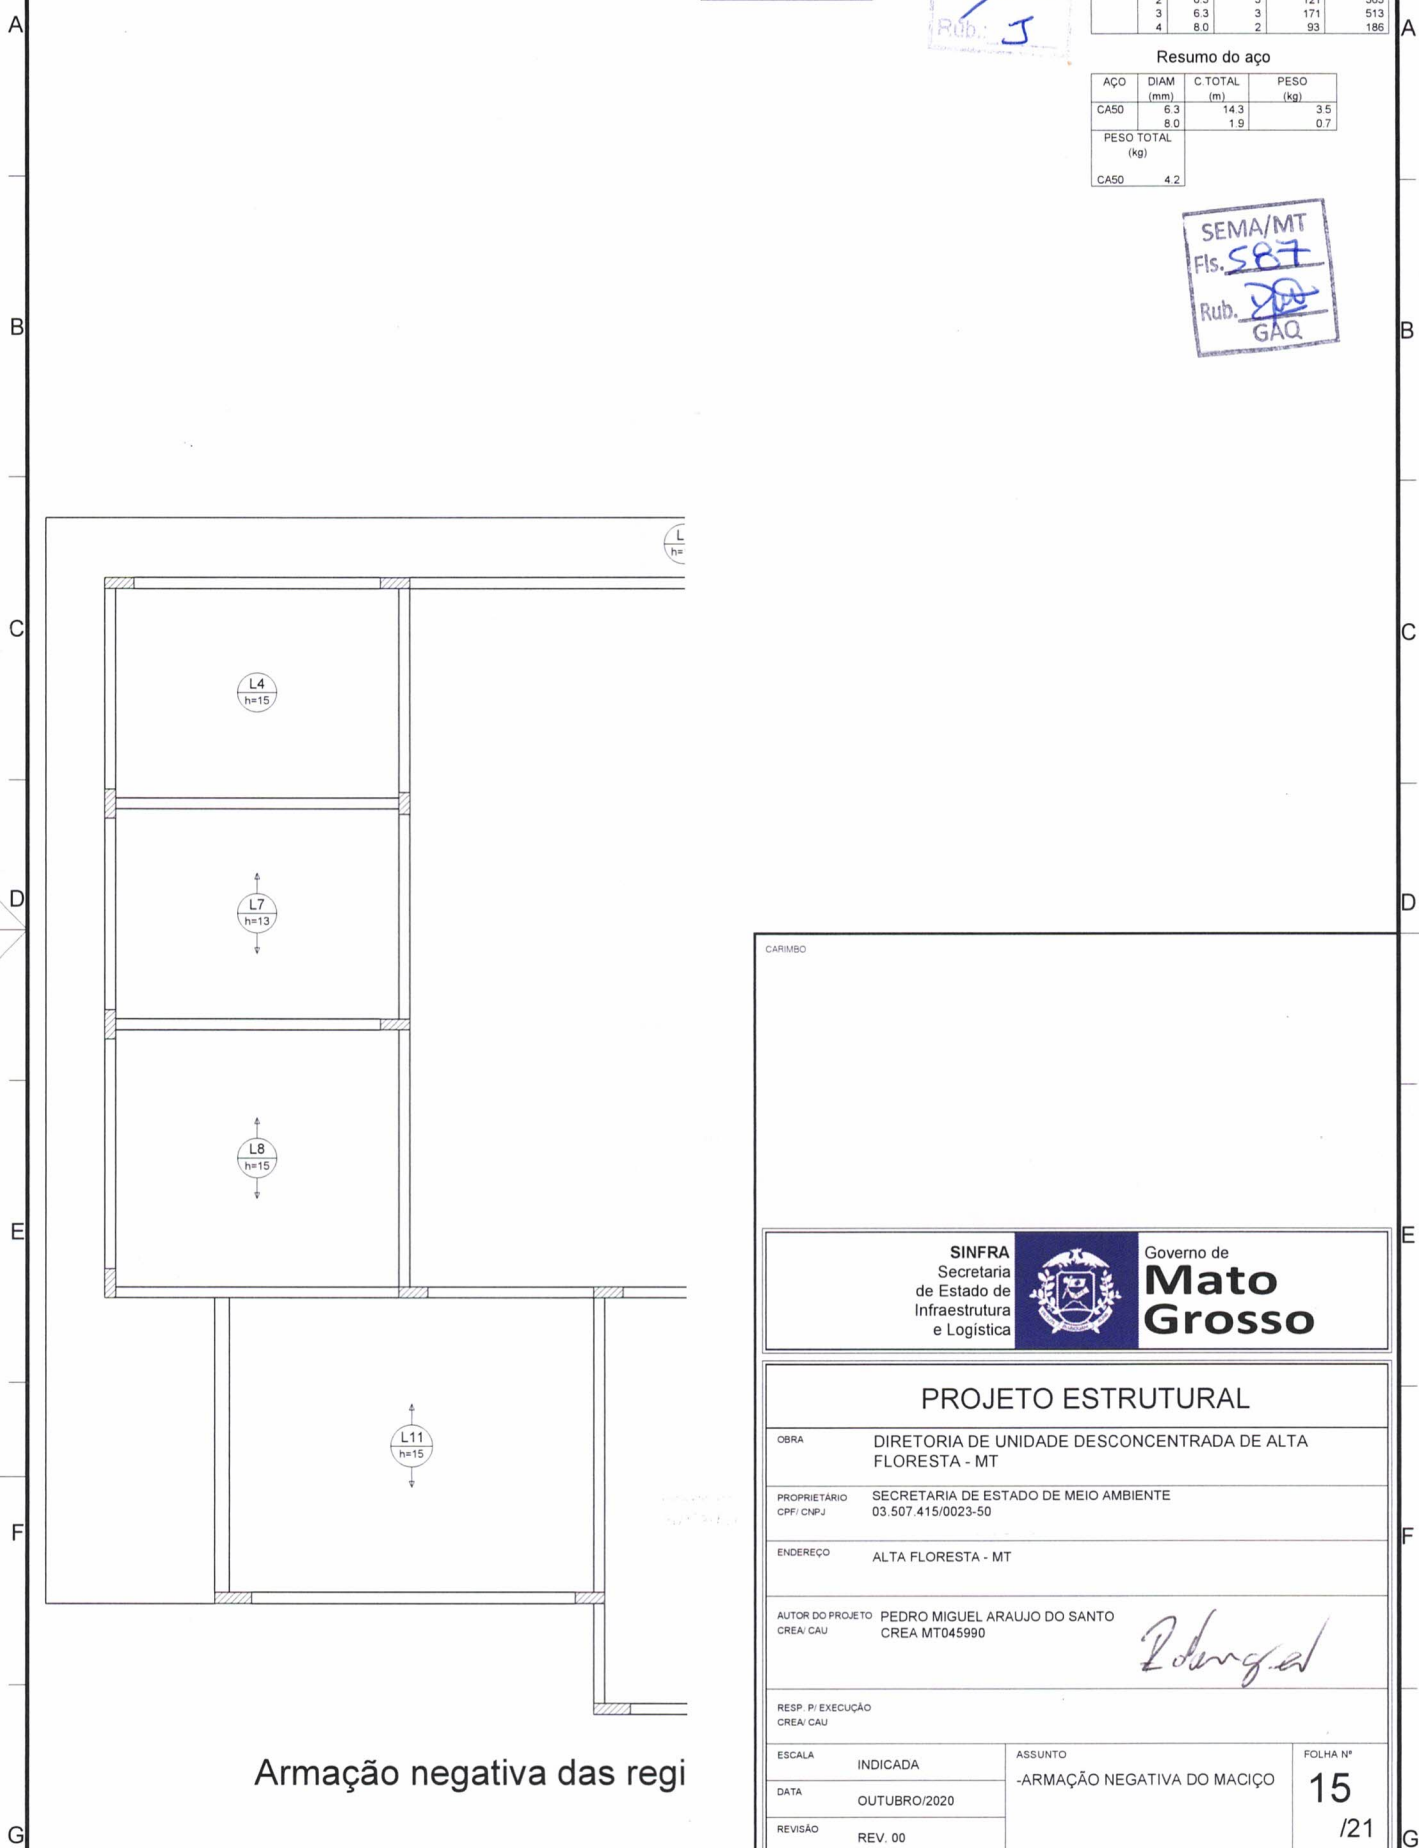 A
Rúb.: J
3 6.3 3 171 513
4 8.0 2 93 186
A
Resumo do aço
AÇO DIAM C.TOTAL PESO
(mm) (m) (kg)
CA50 6.3 14.3 3.5
8.0 1.9 0.7
PESO TOTAL
(kg)
CA50 4.2
SEMA/MT
Fls. 587
Rub.
GAQ
B
B
L
h=
C
C
L4
h=15
D
L7
h=13
D
CARIMBO
L8
h=15
E
E
SINFRA
Secretaria
de Estado de
Infraestrutura
e Logística
Governo de
Mato
Grosso
PROJETO ESTRUTURAL
OBRA DIRETORIA DE UNIDADE DESCONCENTRADA DE ALTA
FLORESTA - MT
L11
h=15
PROPRIETÁRIO SECRETARIA DE ESTADO DE MEIO AMBIENTE
CPF/ CNPJ 03.507.415/0023-50
F
F
ENDEREÇO ALTA FLORESTA - MT
AUTOR DO PROJETO PEDRO MIGUEL ARAUJO DO SANTO
CREA/ CAU CREA MT045990
RESP. P/ EXECUÇÃO
CREA/ CAU
Armação negativa das regi
ESCALA INDICADA
ASSUNTO
-ARMAÇÃO NEGATIVA DO MACIÇO
FOLHA Nº
15
/21
DATA OUTUBRO/2020
REVISÃO REV. 00
G
G